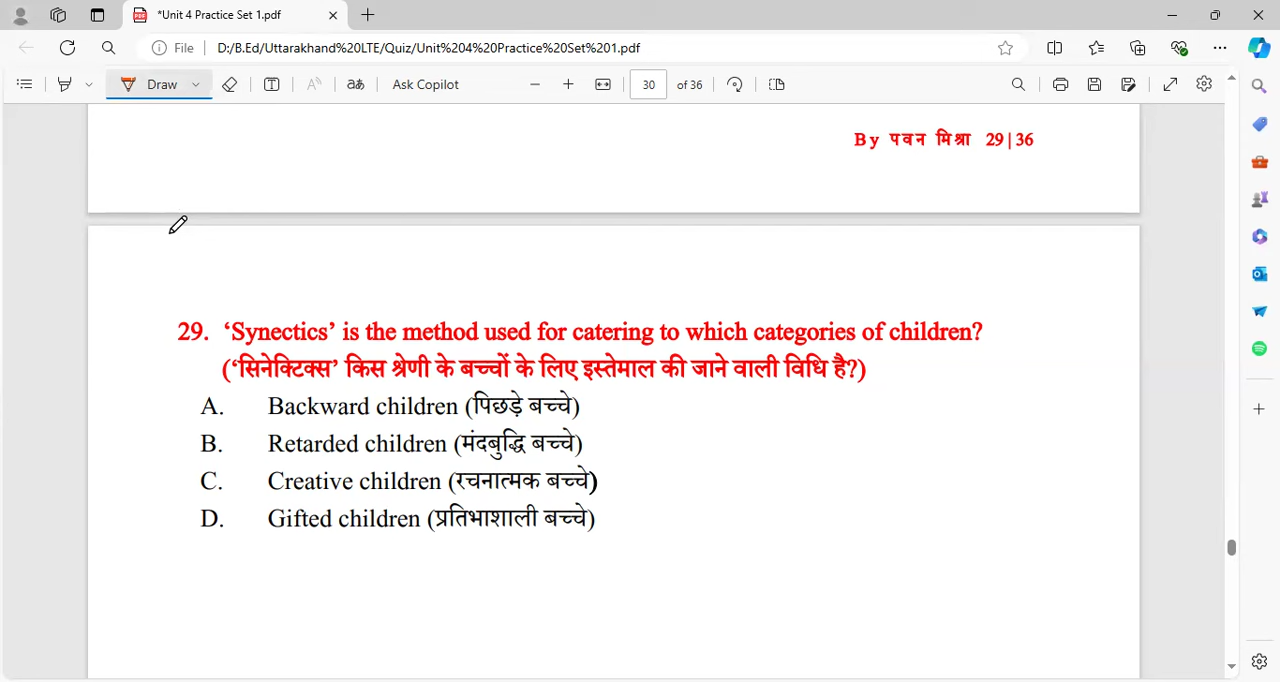 *Unit 4 Practice Set 1.pdf
File D:/B.Ed/Uttarakhand%20LTE/Quiz/Unit%204%20Practice%20Set%201.pdf
Draw aあ Ask Copilot 30 of 36
By पवन मिश्रा 29|36
29. ‘Synectics’ is the method used for catering to which categories of children?
(‘सिनेक्टिक्स’ किस श्रेणी के बच्चों के लिए इस्तेमाल की जाने वाली विधि है?)
A. Backward children (पिछड़े बच्चे)
B. Retarded children (मंदबुद्धि बच्चे)
C. Creative children (रचनात्मक बच्चे)
D. Gifted children (प्रतिभाशाली बच्चे)